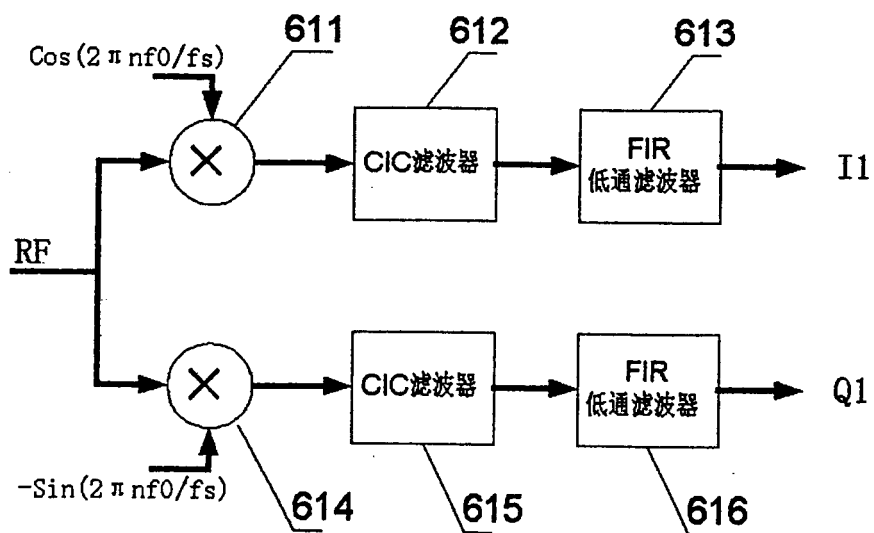 611
612
613
Cos(2πnf0/fs)
CIC滤波器
FIR
低通滤波器
I1
RF
CIC滤波器
FIR
低通滤波器
Q1
-Sin(2πnf0/fs)
614
615
616